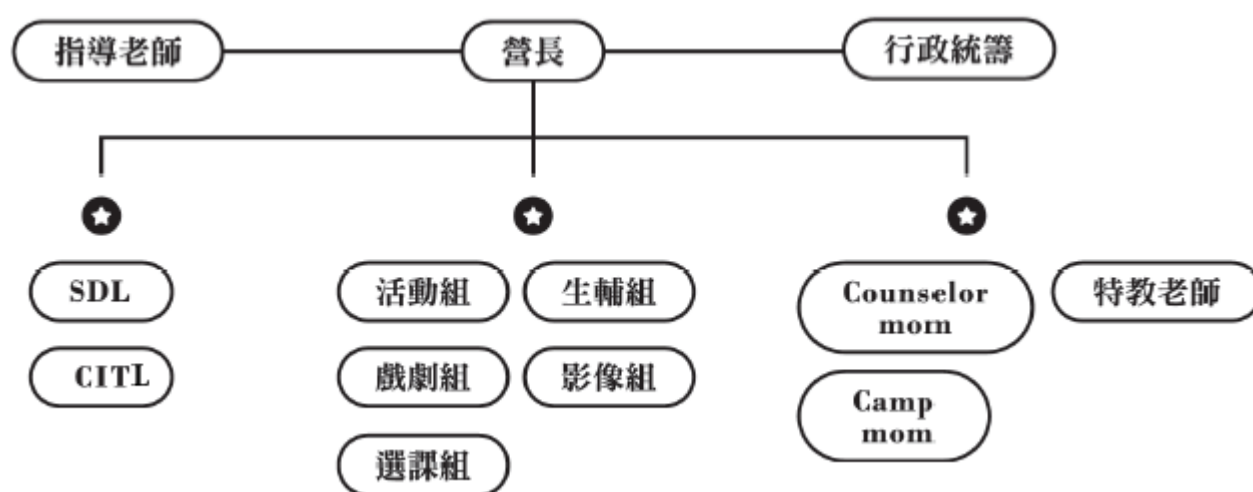 指導老師
營長
行政統籌
SDL
CITL
活動組
生輔組
戲劇組
影像組
選課組
Counselor
mom
Camp
mom
特教老師